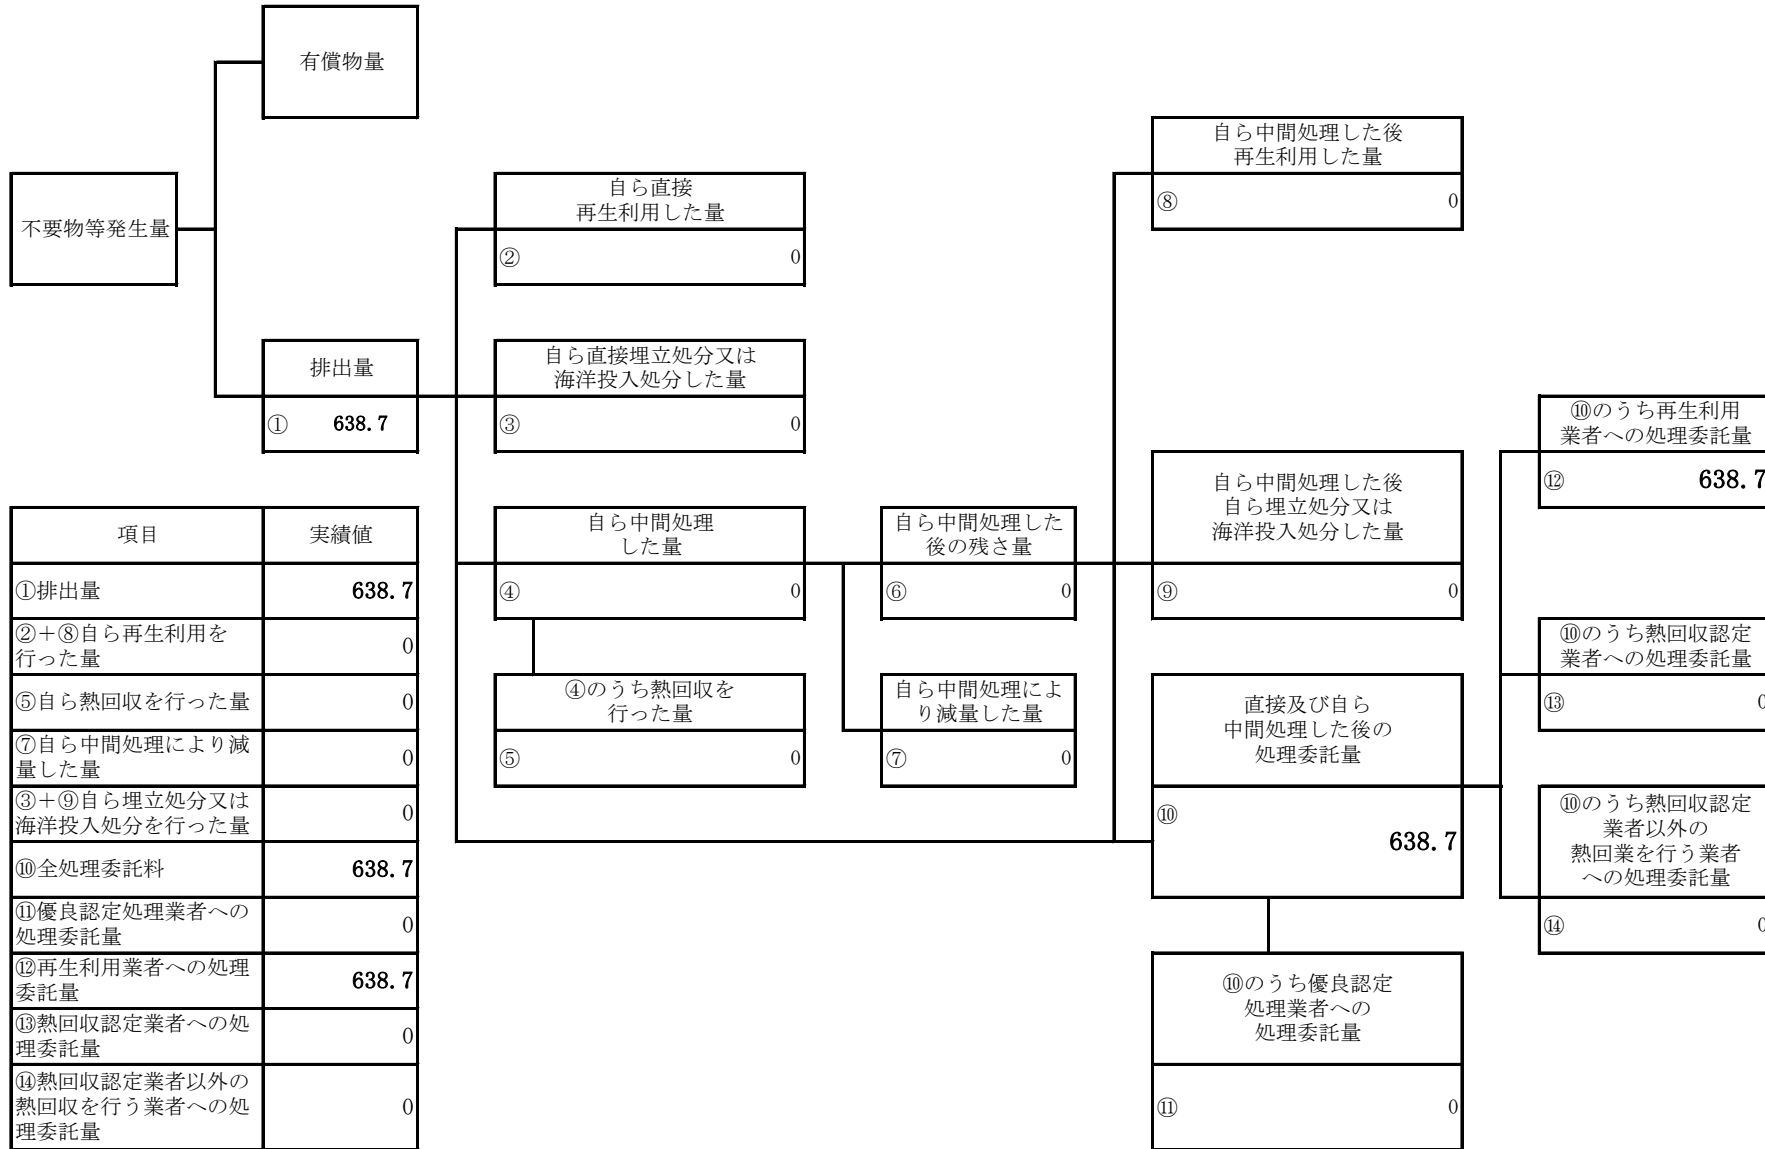 有償物量
不要物等発生量
排出量
① 638.7
自ら直接
再生利用した量
② 0
自ら直接埋立処分又は
海洋投入処分した量
③ 0
自ら中間処理
した量
④ 0
④のうち熱回収を
行った量
⑤ 0
自ら中間処理した
後の残さ量
⑥ 0
自ら中間処理によ
り減量した量
⑦ 0
自ら中間処理した後
再生利用した量
⑧ 0
自ら中間処理した後
自ら埋立処分又は
海洋投入処分した量
⑨ 0
直接及び自ら
中間処理した後の
処理委託量
⑩
638.7
⑩のうち優良認定
処理業者への
処理委託量
⑪ 0
⑩のうち再生利用
業者への処理委託量
⑫ 638.7
⑩のうち熱回収認定
業者への処理委託量
⑬ 0
⑩のうち熱回収認定
業者以外の
熱回業を行う業者
への処理委託量
⑭ 0
項目 実績値
①排出量 638.7
②+⑧自ら再生利用を
行った量 0
⑤自ら熱回収を行った量 0
⑦自ら中間処理により減
量した量 0
③+⑨自ら埋立処分又は
海洋投入処分を行った量 0
⑩全処理委託料 638.7
⑪優良認定処理業者への
処理委託量 0
⑫再生利用業者への処理
委託量 638.7
⑬熱回収認定業者への処
理委託量 0
⑭熱回収認定業者以外の
熱回収を行う業者への処
理委託量 0